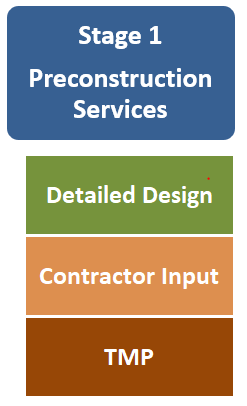 Stage 1
Preconstruction
Services
Detailed Design
Contractor Input
TMP